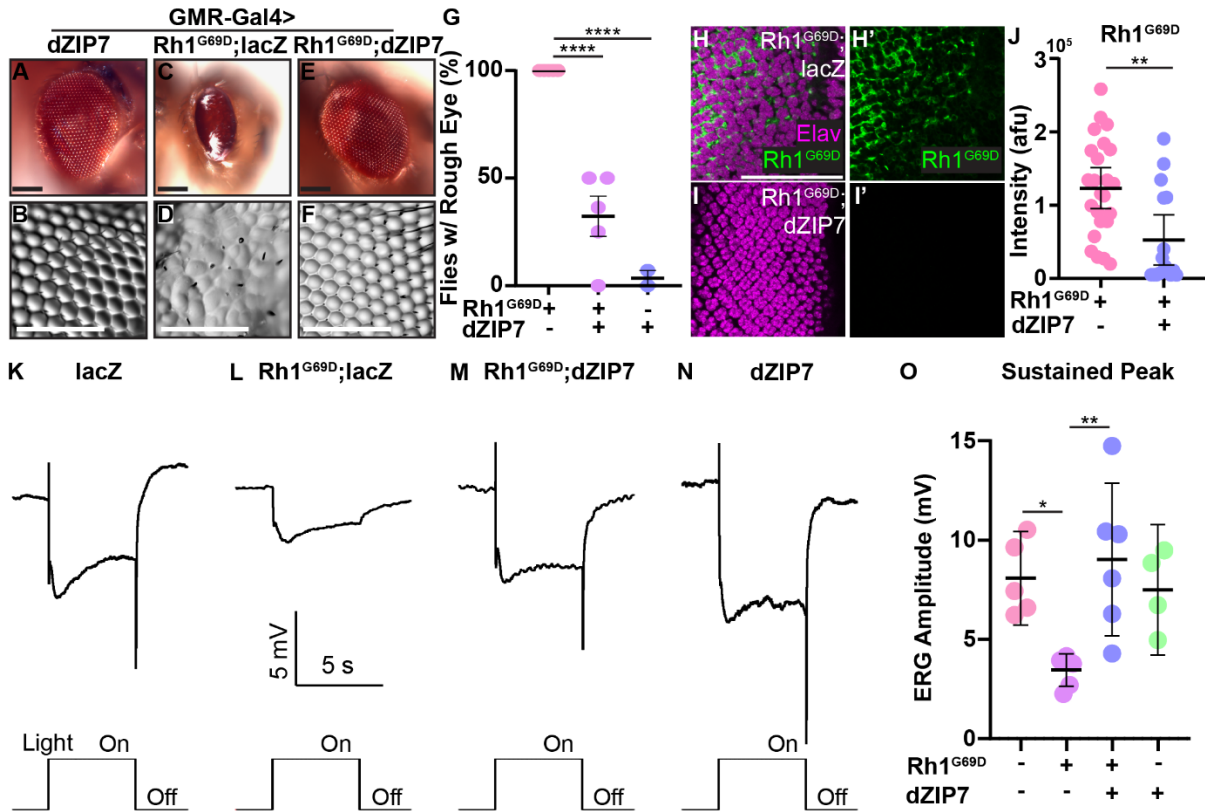 GMR-Gal4>
dZIP7 Rh1G69D;lacZ Rh1G69D;dZIP7
A C E
B D F
G
Flies w/ Rough Eye (%)
100
50
0
**** 
****
Rh1G69D + + -
dZIP7 - + +
H Rh1G69D;
lacZ
Elav
Rh1G69D
H'
Rh1G69D
I Rh1G69D;
dZIP7
I'
J Rh1G69D
**
Intensity (afu)
3 10^5
2
1
0
Rh1G69D + +
dZIP7 - +
K lacZ
L Rh1G69D;lacZ
M Rh1G69D;dZIP7
N dZIP7
5 mV
5 s
Light On Off
On Off
On Off
On Off
O Sustained Peak
ERG Amplitude (mV)
15
10
5
0
*
**
Rh1G69D - + + -
dZIP7 - - + +